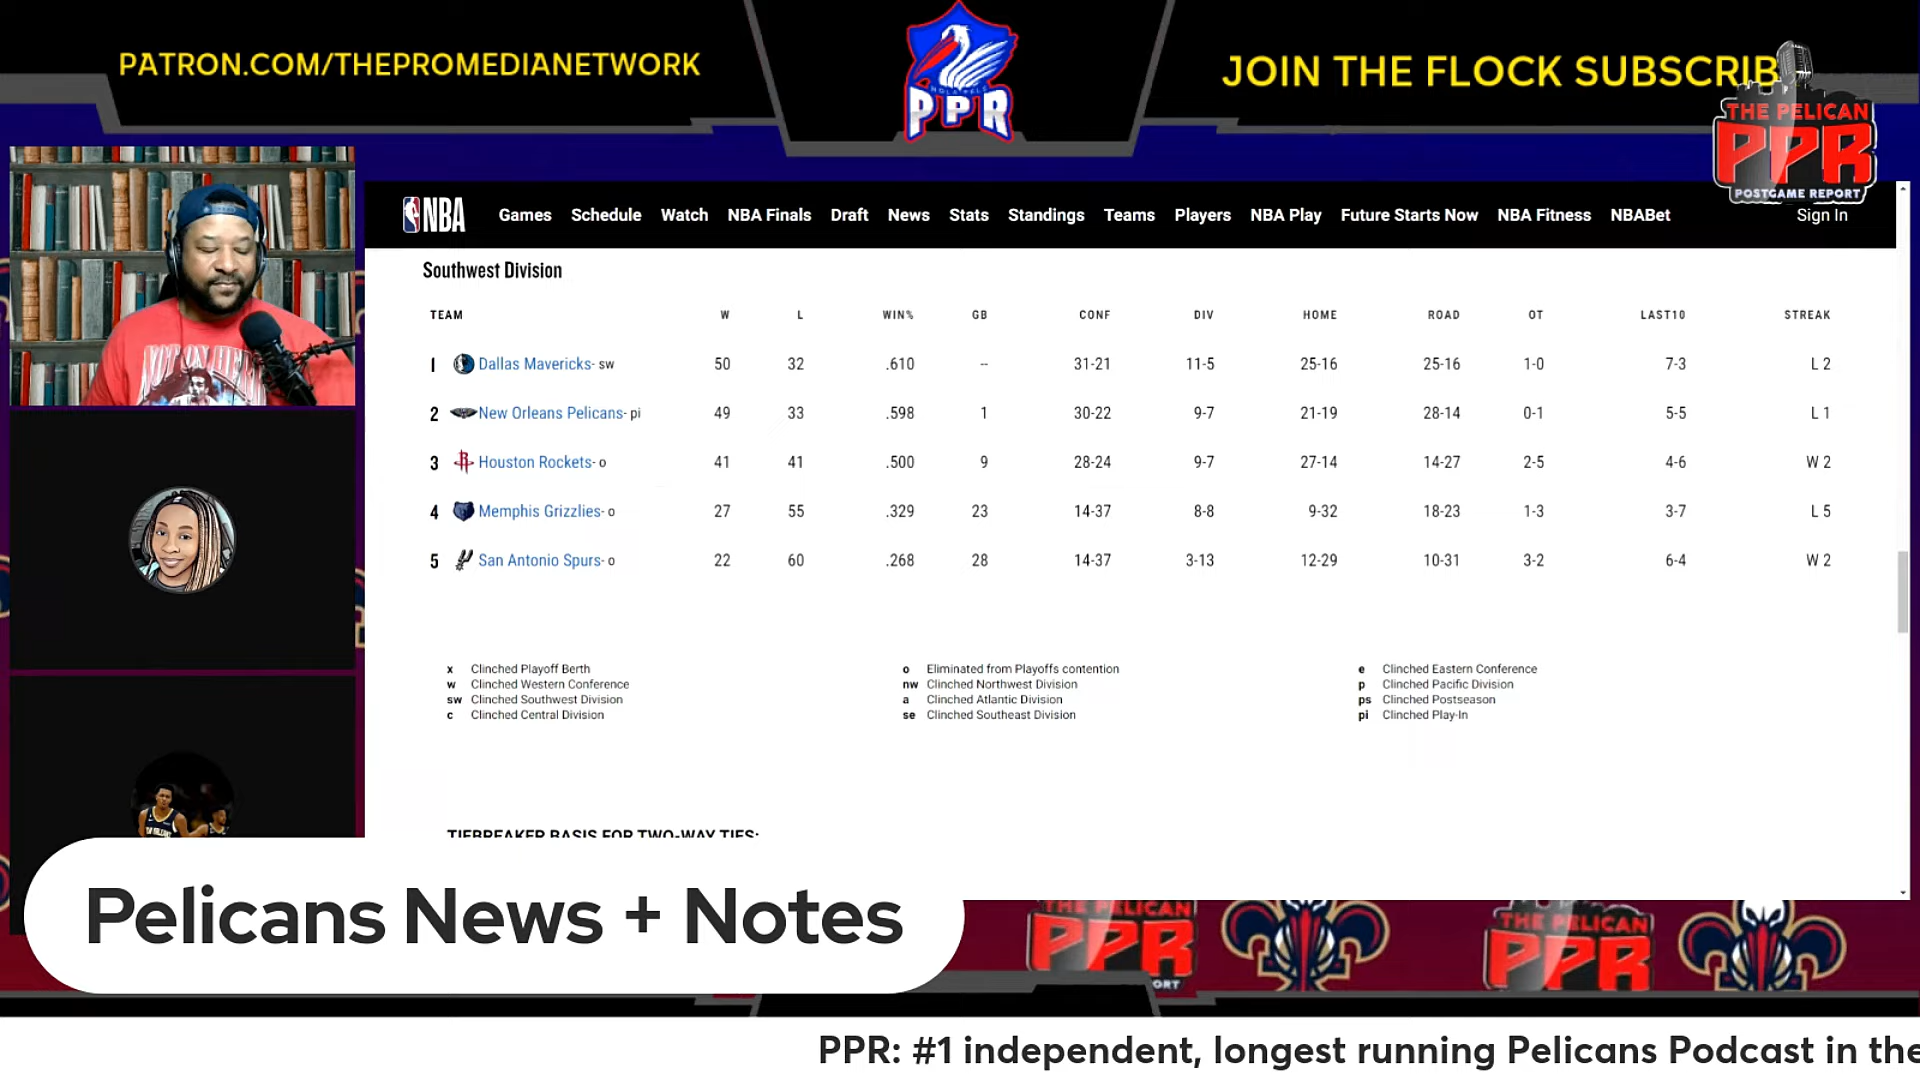 PATRON.COM/THEPROMEDIANETWORK
NOLA PELS
PPR
JOIN THE FLOCK SUBSCRIB
THE PELICAN
PPR
POSTGAME REPORT
NBA Games Schedule Watch NBA Finals Draft News Stats Standings Teams Players NBA Play Future Starts Now NBA Fitness NBABet Sign In
Southwest Division
TEAM W L WIN% GB CONF DIV HOME ROAD OT LAST10 STREAK
1 Dallas Mavericks- sw 50 32 .610 -- 31-21 11-5 25-16 25-16 1-0 7-3 L 2
2 New Orleans Pelicans- pi 49 33 .598 1 30-22 9-7 21-19 28-14 0-1 5-5 L 1
3 Houston Rockets- o 41 41 .500 9 28-24 9-7 27-14 14-27 2-5 4-6 W 2
4 Memphis Grizzlies- o 27 55 .329 23 14-37 8-8 9-32 18-23 1-3 3-7 L 5
5 San Antonio Spurs- o 22 60 .268 28 14-37 3-13 12-29 10-31 3-2 6-4 W 2
x Clinched Playoff Berth o Eliminated from Playoffs contention e Clinched Eastern Conference
w Clinched Western Conference nw Clinched Northwest Division p Clinched Pacific Division
sw Clinched Southwest Division a Clinched Atlantic Division ps Clinched Postseason
c Clinched Central Division se Clinched Southeast Division pi Clinched Play-In
TIEBREAKER BASIS FOR TWO-WAY TIES:
Pelicans News + Notes
THE PELICAN
PPR
ORT
THE PELICAN
PPR
PPR: #1 independent, longest running Pelicans Podcast in the